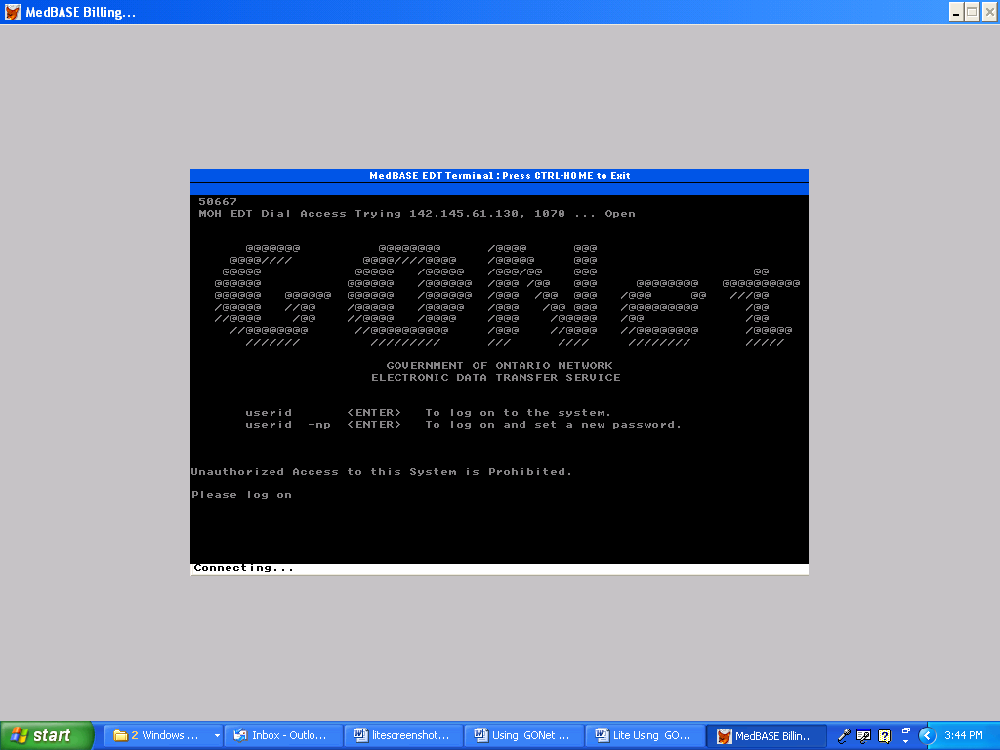 MedBASE Billing...
MedBASE EDT Terminal : Press CTRL-HOME to Exit
50667
MOH EDT Dial Access Trying 142.145.61.130, 1070 ... Open
GONet
GOVERNMENT OF ONTARIO NETWORK
ELECTRONIC DATA TRANSFER SERVICE
userid <ENTER> To log on to the system.
userid -np <ENTER> To log on and set a new password.
Unauthorized Access to this System is Prohibited.
Please log on
Connecting...
start
2 Windows ...
Inbox - Outlo...
litescreenshot...
Using GONet ...
Lite Using GO...
MedBASE Billin...
3:44 PM